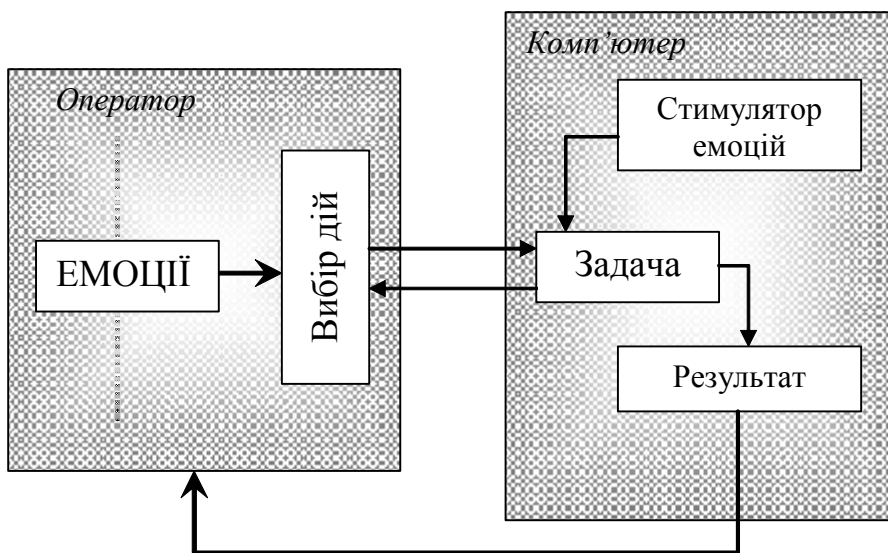 Оператор
ЕМОЦІЇ
Вибір дій
Комп’ютер
Стимулятор
емоцій
Задача
Результат